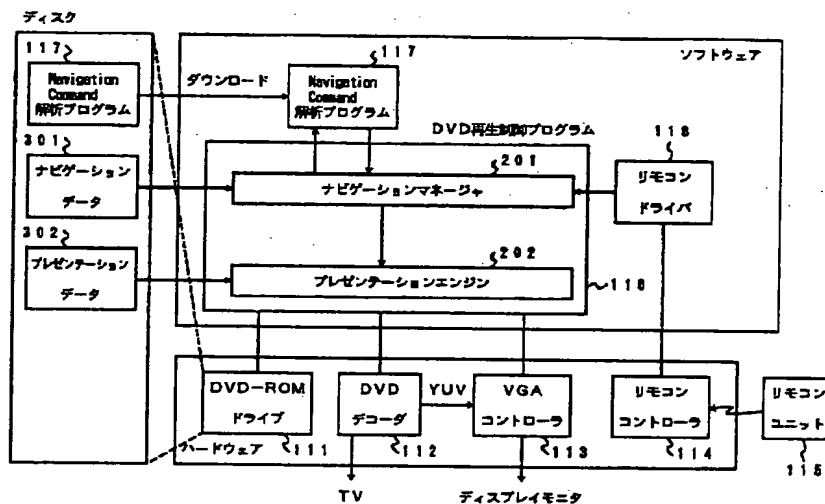 ディスク
117
Navigation
Command
解析プログラム
ダウンロード
117
Navigation
Command
解析プログラム
ソフトウェア
DVD再生制御プログラム
301
ナビゲーション
データ
201
ナビゲーションマネージャ
118
リモコン
ドライバ
302
プレゼンテーション
データ
202
プレゼンテーションエンジン
116
DVD-ROM
ドライブ
111
DVD
デコーダ
112
YUV
VGA
コントローラ
113
リモコン
コントローラ
114
リモコン
ユニット
115
ハードウェア
TV
ディスプレイモニタ